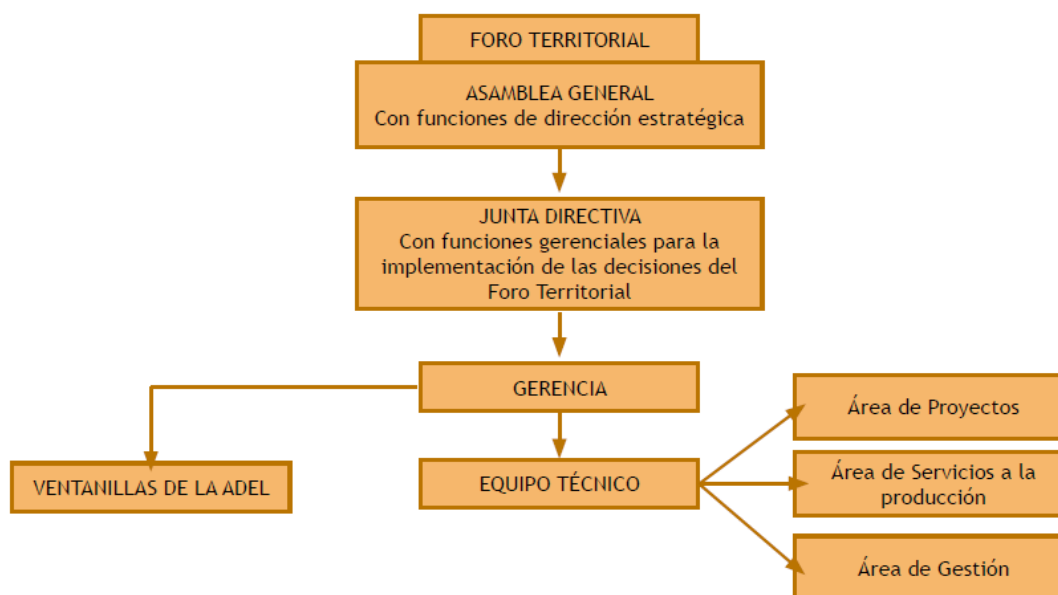 FORO TERRITORIAL
ASAMBLEA GENERAL
Con funciones de dirección estratégica
JUNTA DIRECTIVA
Con funciones gerenciales para la
implementación de las decisiones del
Foro Territorial
GERENCIA
VENTANILLAS DE LA ADEL
EQUIPO TÉCNICO
Área de Proyectos
Área de Servicios a la
producción
Área de Gestión